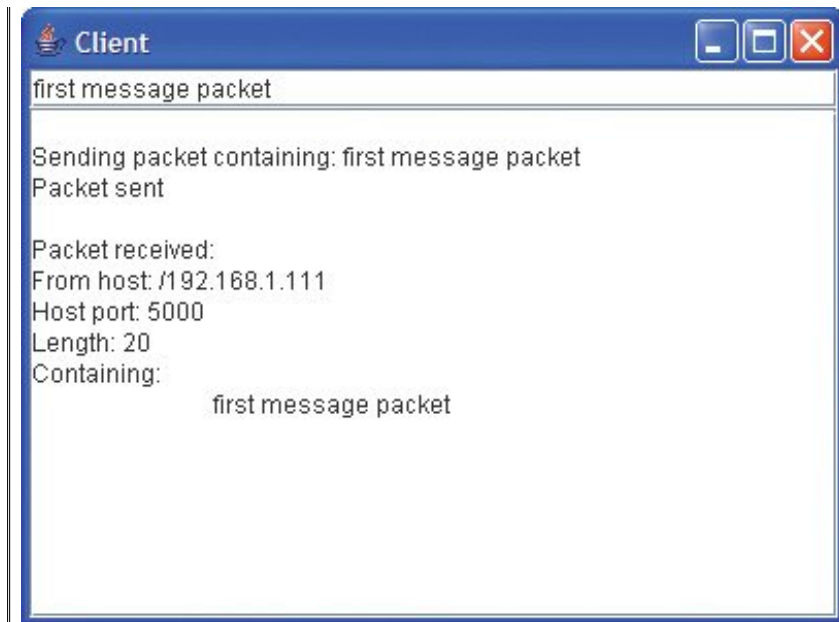 Client
first message packet
Sending packet containing: first message packet
Packet sent
Packet received:
From host: /192.168.1.111
Host port: 5000
Length: 20
Containing:
first message packet